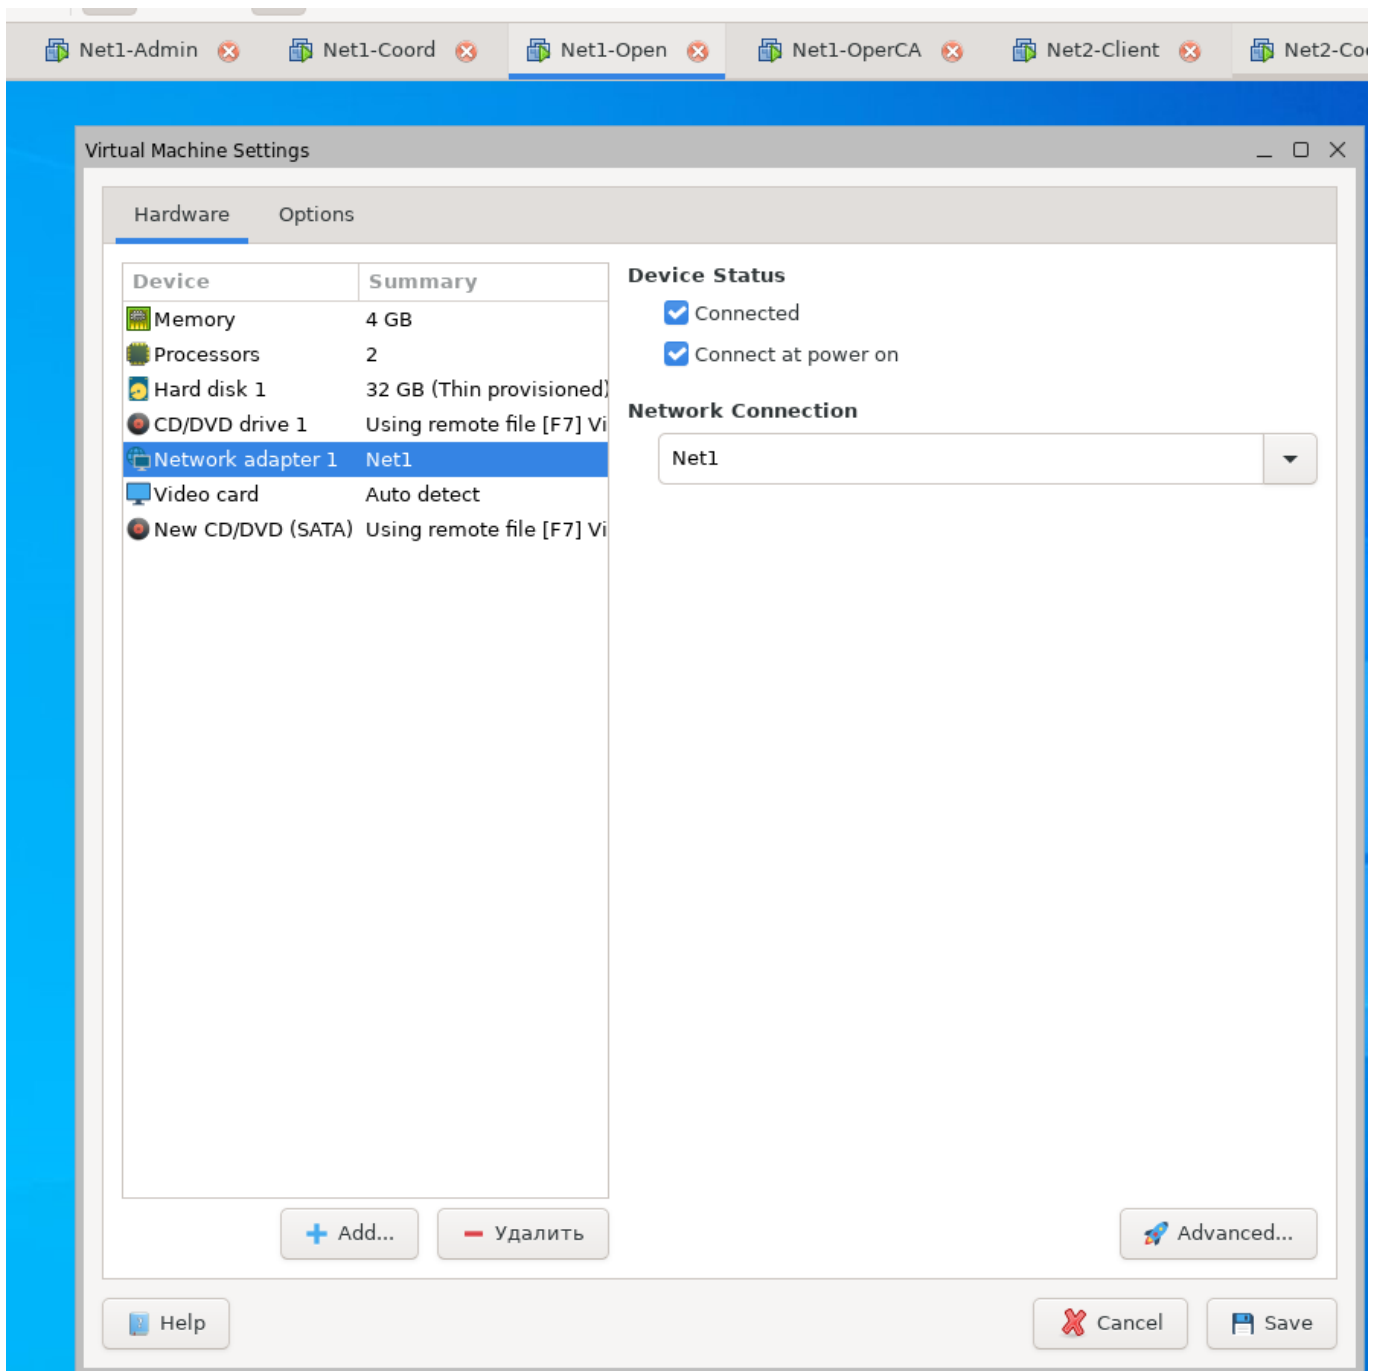 Net1-Admin Net1-Coord Net1-Open Net1-OperCA Net2-Client Net2-Co
Virtual Machine Settings
Hardware Options
Device Summary
Memory 4 GB
Processors 2
Hard disk 1 32 GB (Thin provisioned)
CD/DVD drive 1 Using remote file [F7] Vi
Network adapter 1 Net1
Video card Auto detect
New CD/DVD (SATA) Using remote file [F7] Vi
Device Status
Connected
Connect at power on
Network Connection
Net1
Add... Удалить Advanced...
Help Cancel Save